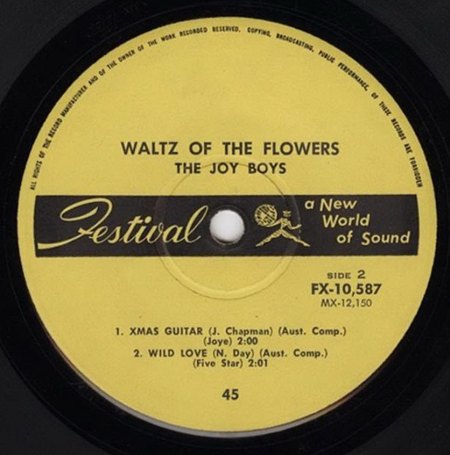 ALL RIGHTS OF THE RECORD MANUFACTURER AND OF THE OWNER OF THE WORK RECORDED RESERVED, COPYING, BROADCASTING, PUBLIC PERFORMANCE, OF THESE RECORDS ARE FORBIDDEN
WALTZ OF THE FLOWERS
THE JOY BOYS
Festival
a New
World
of Sound
SIDE 2
FX-10,587
MX-12,150
1. XMAS GUITAR (J. Chapman) (Aust. Comp.)
(Joye) 2:00
2. WILD LOVE (N. Day) (Aust. Comp.)
(Five Star) 2:01
45